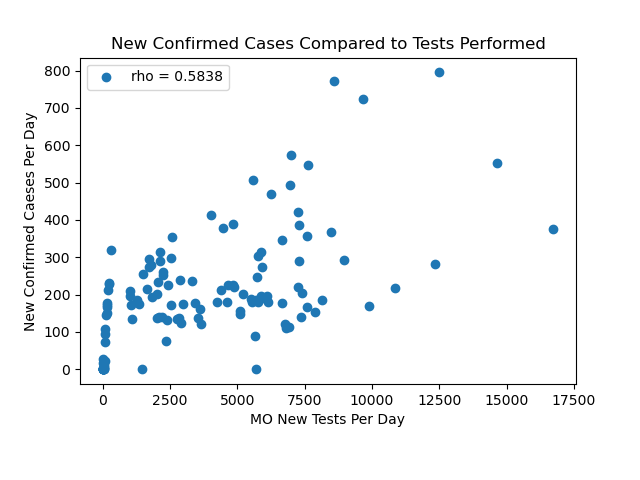 New Confirmed Cases Compared to Tests Performed
rho = 0.5838
New Confirmed Caeses Per Day
800
700
600
500
400
300
200
100
0
0 2500 5000 7500 10000 12500 15000 17500
MO New Tests Per Day